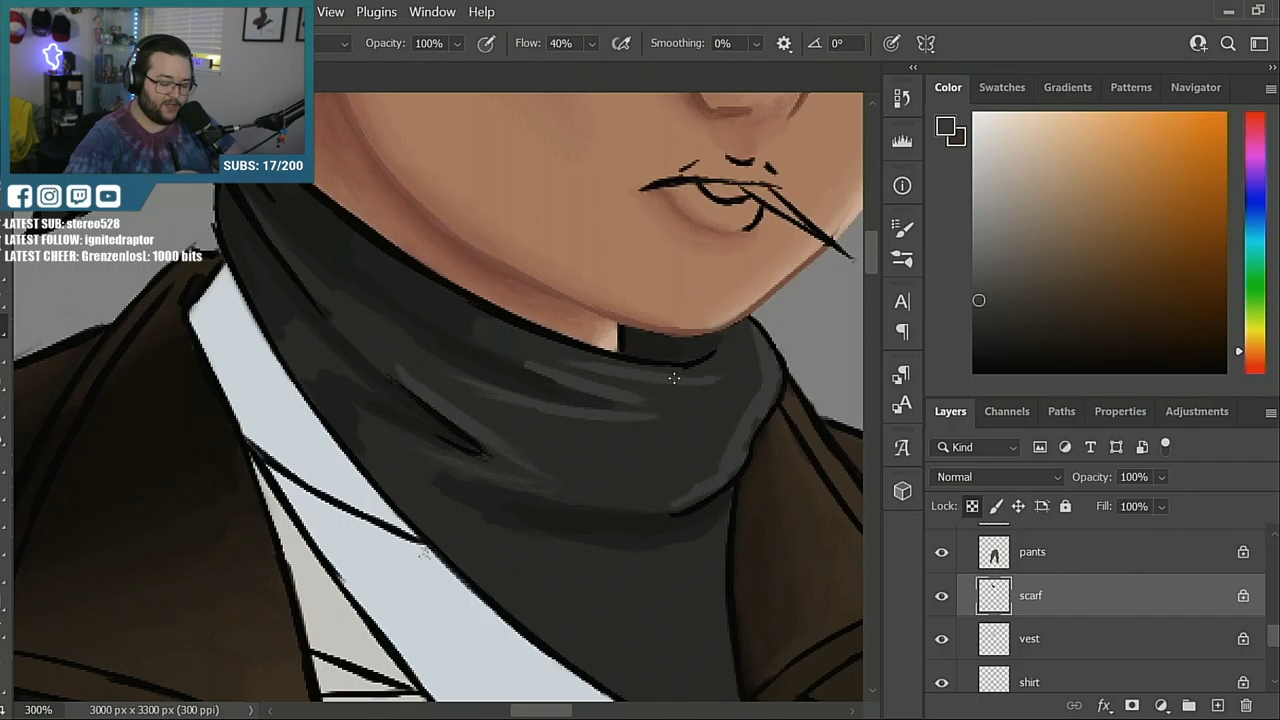 View Plugins Window Help
Opacity: 100% Flow: 40% Smoothing: 0% 0°
SUBS: 17/200
LATEST SUB: stereo528
LATEST FOLLOW: ignitedraptor
LATEST CHEER: GrenzenlosL: 1000 bits
Color Swatches Gradients Patterns Navigator
Layers Channels Paths Properties Adjustments
Kind
Normal Opacity: 100%
Lock: Fill: 100%
pants
scarf
vest
shirt
300% 3000 px x 3300 px (300 ppi)